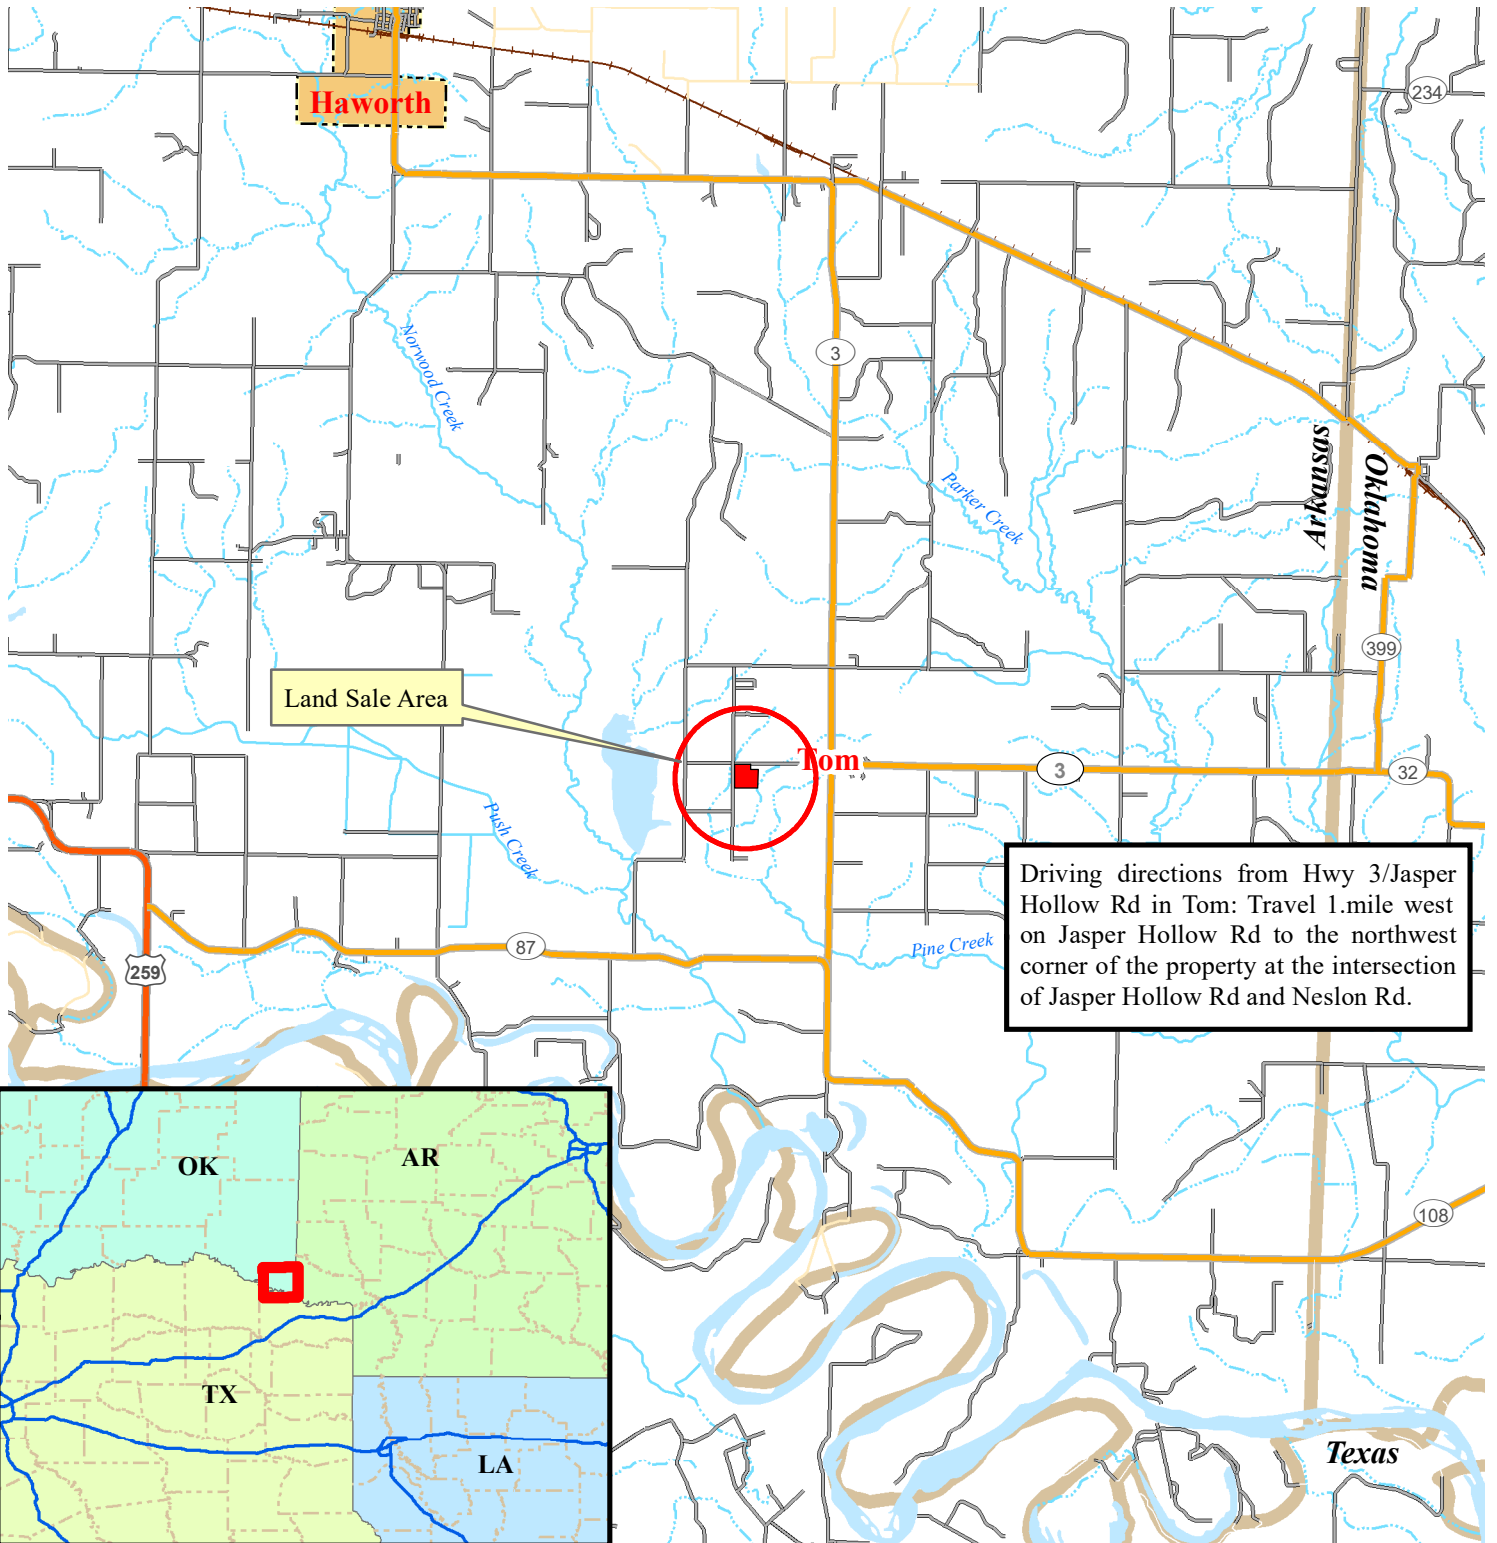 Haworth
234
3
Norwood Creek
Parker Creek
Arkansas
Oklahoma
399
Land Sale Area
Tom
3
32
Push Creek
Driving directions from Hwy 3/Jasper
Hollow Rd in Tom: Travel 1.mile west
on Jasper Hollow Rd to the northwest
corner of the property at the intersection
of Jasper Hollow Rd and Neslon Rd.
87
Pine Creek
259
OK
AR
108
TX
LA
Texas